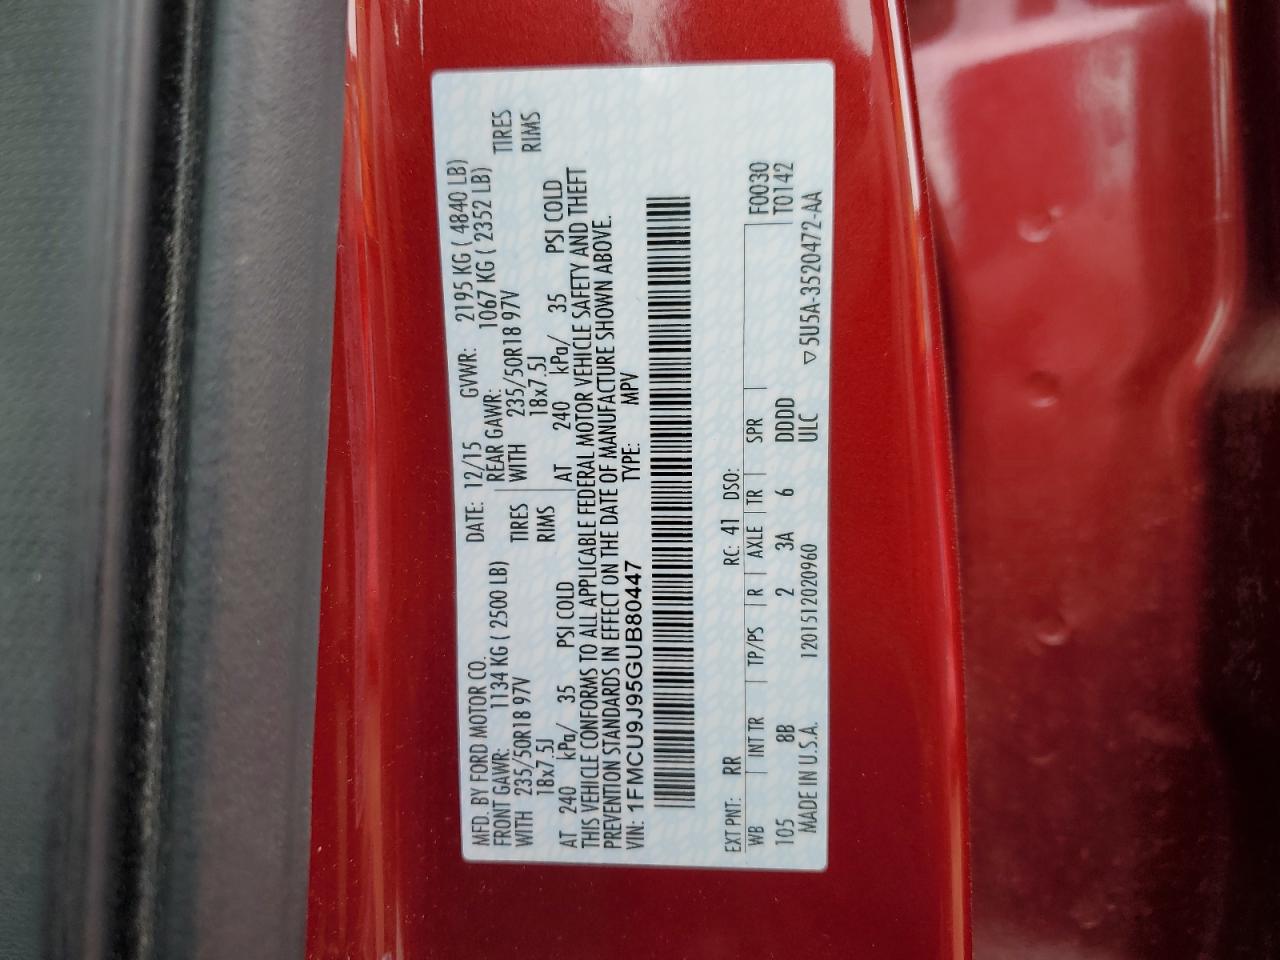 MFD. BY FORD MOTOR CO.
DATE: 12/15 GVWR: 2195 KG ( 4840 LB)
FRONT GAWR: 1134 KG ( 2500 LB) REAR GAWR: 1067 KG ( 2352 LB)
WITH 235/50R18 97V TIRES WITH 235/50R18 97V TIRES
18x7.5J RIMS 18x7.5J RIMS
AT 240 kPa/ 35 PSI COLD AT 240 kPa/ 35 PSI COLD
THIS VEHICLE CONFORMS TO ALL APPLICABLE FEDERAL MOTOR VEHICLE SAFETY AND THEFT
PREVENTION STANDARDS IN EFFECT ON THE DATE OF MANUFACTURE SHOWN ABOVE.
VIN: 1FMCU9J95GUB80447 TYPE: MPV
EXT PNT: RR RC: 41 DSO:
WB INT TR TP/PS R AXLE TR SPR F0030
105 8B 2 3A 6 DDDD T0142
MADE IN U.S.A. 1201512020960 ULC ▽5U5A-3520472-AA